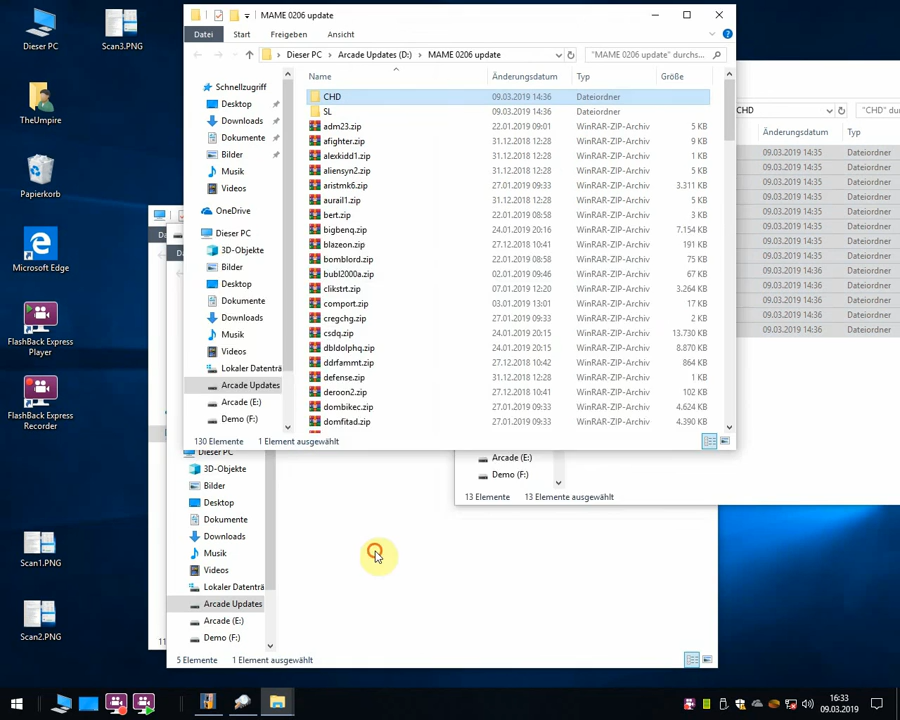 Dieser PC
Scan3.PNG
TheUmpire
Papierkorb
Microsoft Edge
FlashBack Express
Player
FlashBack Express
Recorder
Scan1.PNG
Scan2.PNG
MAME 0206 update
Datei Start Freigeben Ansicht
Dieser PC Arcade Updates (D:) MAME 0206 update
"MAME 0206 update" durchs...
Schnellzugriff
Desktop
Downloads
Dokumente
Bilder
Musik
Videos
OneDrive
Dieser PC
3D-Objekte
Bilder
Desktop
Dokumente
Downloads
Musik
Videos
Lokaler Datenträ
Arcade Updates
Arcade (E:)
Demo (F:)
Name Änderungsdatum Typ Größe
CHD 09.03.2019 14:36 Dateiordner
SL 09.03.2019 14:36 Dateiordner
adm23.zip 22.01.2019 09:01 WinRAR-ZIP-Archiv 5 KB
afighter.zip 31.12.2018 12:28 WinRAR-ZIP-Archiv 9 KB
alexkidd1.zip 31.12.2018 12:28 WinRAR-ZIP-Archiv 1 KB
aliensyn2.zip 31.12.2018 12:28 WinRAR-ZIP-Archiv 5 KB
aristmk6.zip 27.01.2019 09:33 WinRAR-ZIP-Archiv 3.311 KB
aurail1.zip 31.12.2018 12:28 WinRAR-ZIP-Archiv 5 KB
bert.zip 22.01.2019 08:58 WinRAR-ZIP-Archiv 3 KB
bigbenq.zip 24.01.2019 20:16 WinRAR-ZIP-Archiv 7.154 KB
blazeon.zip 27.12.2018 10:41 WinRAR-ZIP-Archiv 191 KB
bomblord.zip 22.01.2019 08:58 WinRAR-ZIP-Archiv 75 KB
bubl2000a.zip 02.01.2019 09:46 WinRAR-ZIP-Archiv 67 KB
clikstrt.zip 07.01.2019 12:20 WinRAR-ZIP-Archiv 3.264 KB
comport.zip 03.01.2019 13:01 WinRAR-ZIP-Archiv 17 KB
cregchg.zip 27.01.2019 09:33 WinRAR-ZIP-Archiv 2 KB
csdq.zip 24.01.2019 20:15 WinRAR-ZIP-Archiv 13.730 KB
dbldolphq.zip 24.01.2019 20:15 WinRAR-ZIP-Archiv 8.870 KB
ddrfammt.zip 27.12.2018 10:42 WinRAR-ZIP-Archiv 864 KB
defense.zip 31.12.2018 12:28 WinRAR-ZIP-Archiv 1 KB
deroon2.zip 27.12.2018 10:41 WinRAR-ZIP-Archiv 102 KB
dombikec.zip 27.01.2019 09:33 WinRAR-ZIP-Archiv 4.624 KB
domfitad.zip 27.01.2019 09:33 WinRAR-ZIP-Archiv 4.390 KB
130 Elemente 1 Element ausgewählt
CHD
"CHD" du
Änderungsdatum Typ
09.03.2019 14:35 Dateiordner
09.03.2019 14:35 Dateiordner
09.03.2019 14:35 Dateiordner
09.03.2019 14:35 Dateiordner
09.03.2019 14:35 Dateiordner
09.03.2019 14:35 Dateiordner
09.03.2019 14:35 Dateiordner
09.03.2019 14:35 Dateiordner
09.03.2019 14:36 Dateiordner
09.03.2019 14:36 Dateiordner
09.03.2019 14:36 Dateiordner
09.03.2019 14:36 Dateiordner
09.03.2019 14:36 Dateiordner
Arcade (E:)
Demo (F:)
13 Elemente 13 Elemente ausgewählt
Dieser PC
3D-Objekte
Bilder
Desktop
Dokumente
Downloads
Musik
Videos
Lokaler Datenträ
Arcade Updates
Arcade (E:)
Demo (F:)
5 Elemente 1 Element ausgewählt
16:33
09.03.2019